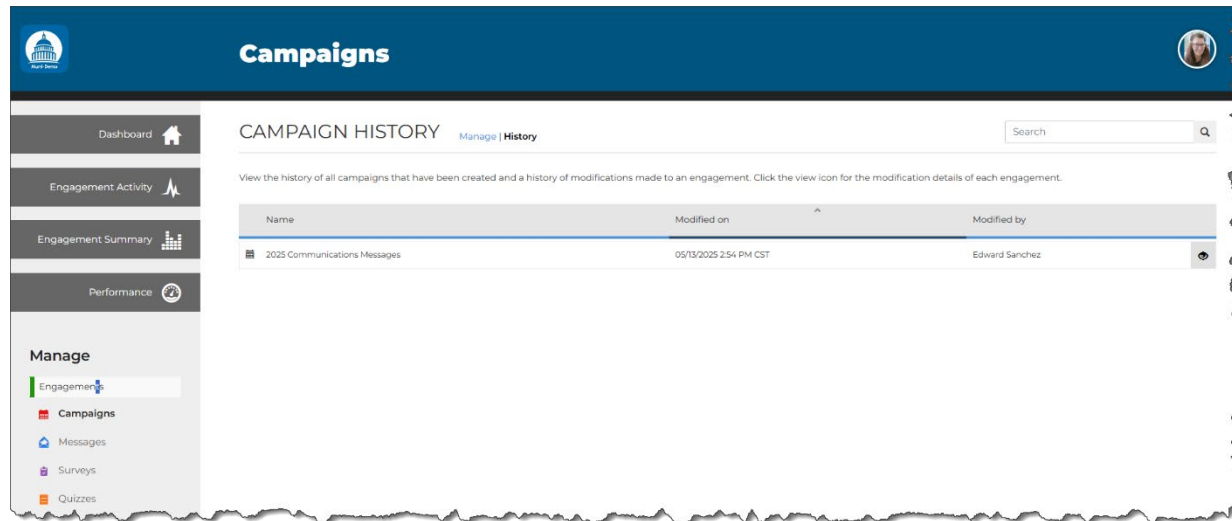 Muni Demo
Campaigns
Dashboard
Engagement Activity
Engagement Summary
Performance
Manage
Engagements
Campaigns
Messages
Surveys
Quizzes
CAMPAIGN HISTORY Manage | History
Search
View the history of all campaigns that have been created and a history of modifications made to an engagement. Click the view icon for the modification details of each engagement.
Name Modified on Modified by
2025 Communications Messages 05/13/2025 2:54 PM CST Edward Sanchez